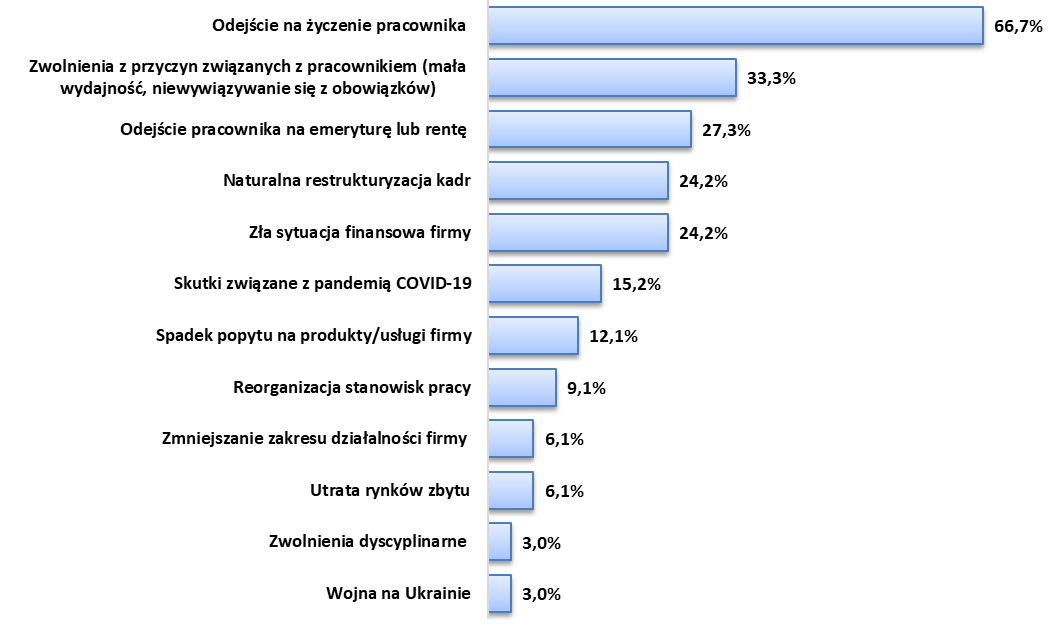 Odejście na życzenie pracownika
66,7%
Zwolnienia z przyczyn związanych z pracownikiem (mała
wydajność, niewywiązywanie się z obowiązków)
33,3%
Odejście pracownika na emeryturę lub rentę
27,3%
Naturalna restrukturyzacja kadr
24,2%
Zła sytuacja finansowa firmy
24,2%
Skutki związane z pandemią COVID-19
15,2%
Spadek popytu na produkty/usługi firmy
12,1%
Reorganizacja stanowisk pracy
9,1%
Zmniejszanie zakresu działalności firmy
6,1%
Utrata rynków zbytu
6,1%
Zwolnienia dyscyplinarne
3,0%
Wojna na Ukrainie
3,0%